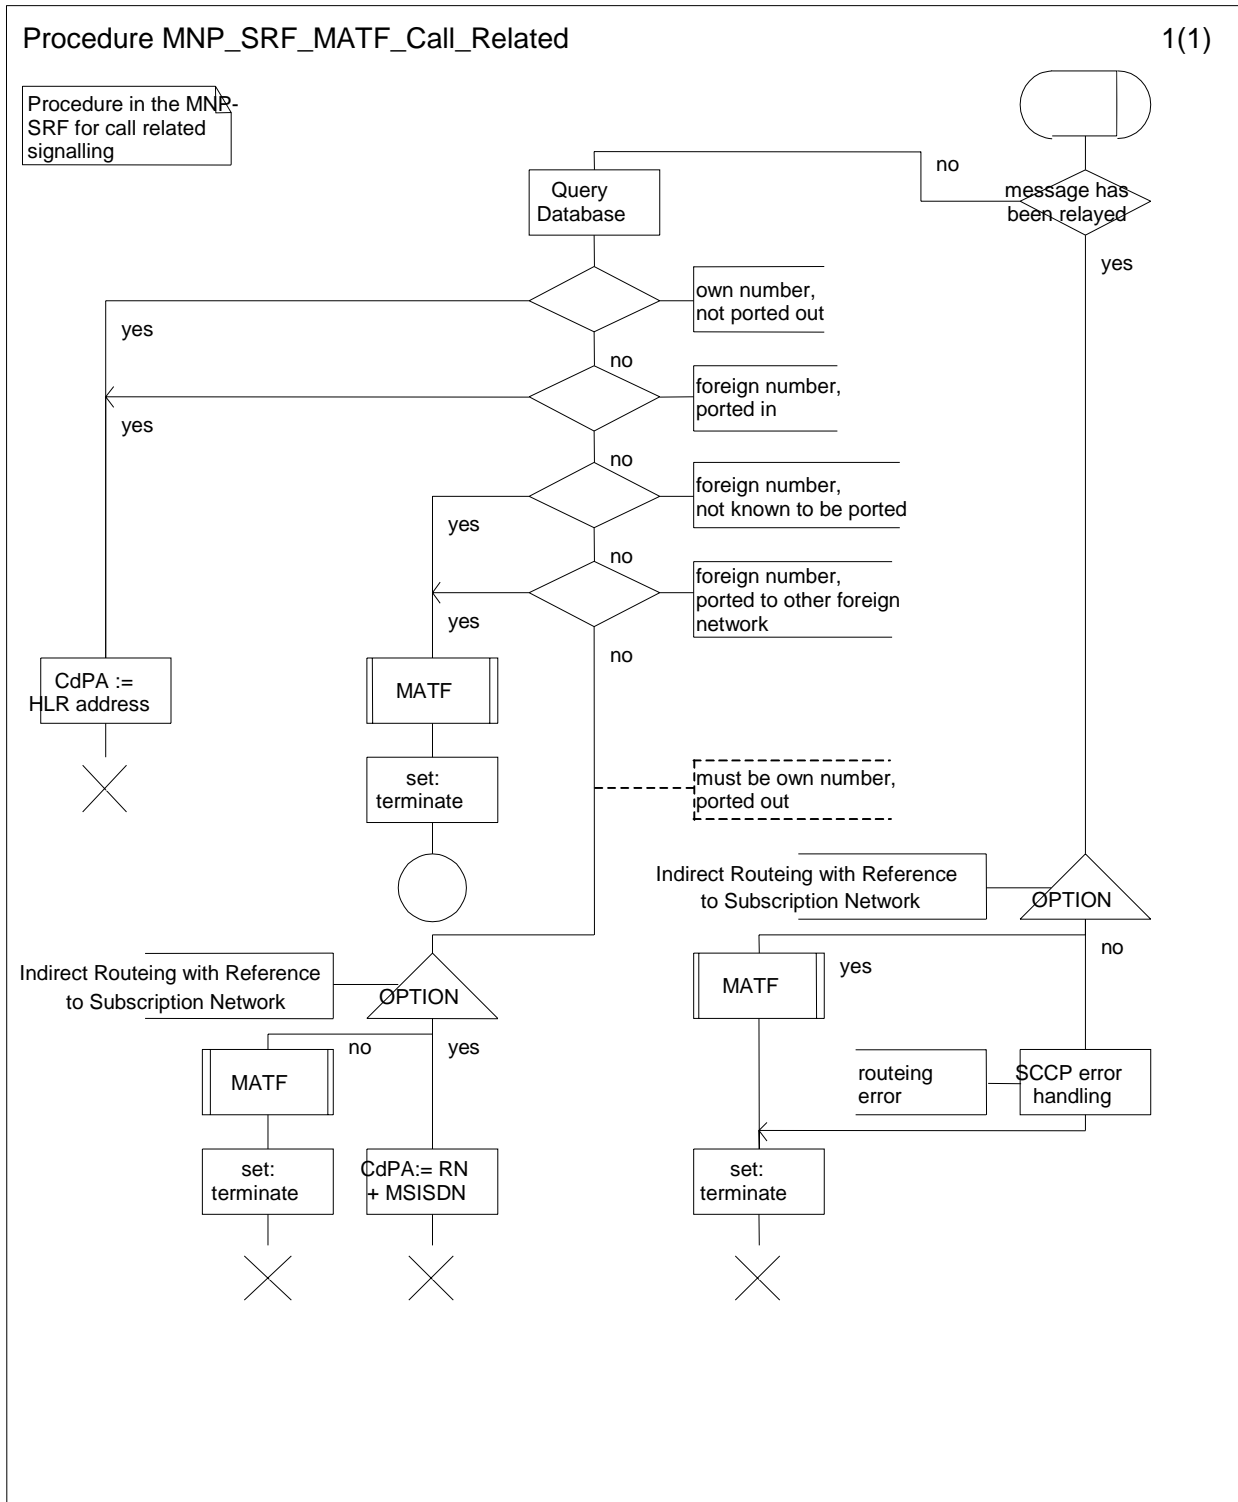 Procedure MNP_SRF_MATF_Call_Related
1(1)
Procedure in the MNP-
SRF for call related
signalling
no
message has
been relayed
Query
Database
yes
own number,
not ported out
yes
no
foreign number,
ported in
yes
no
foreign number,
not known to be ported
yes
no
foreign number,
ported to other foreign
network
yes
no
CdPA :=
HLR address
MATF
set:
terminate
must be own number,
ported out
Indirect Routeing with Reference
to Subscription Network
OPTION
no
yes
MATF
Indirect Routeing with Reference
to Subscription Network
OPTION
no
yes
MATF
routeing
error
SCCP error
handling
set:
terminate
CdPA:= RN
+ MSISDN
set:
terminate